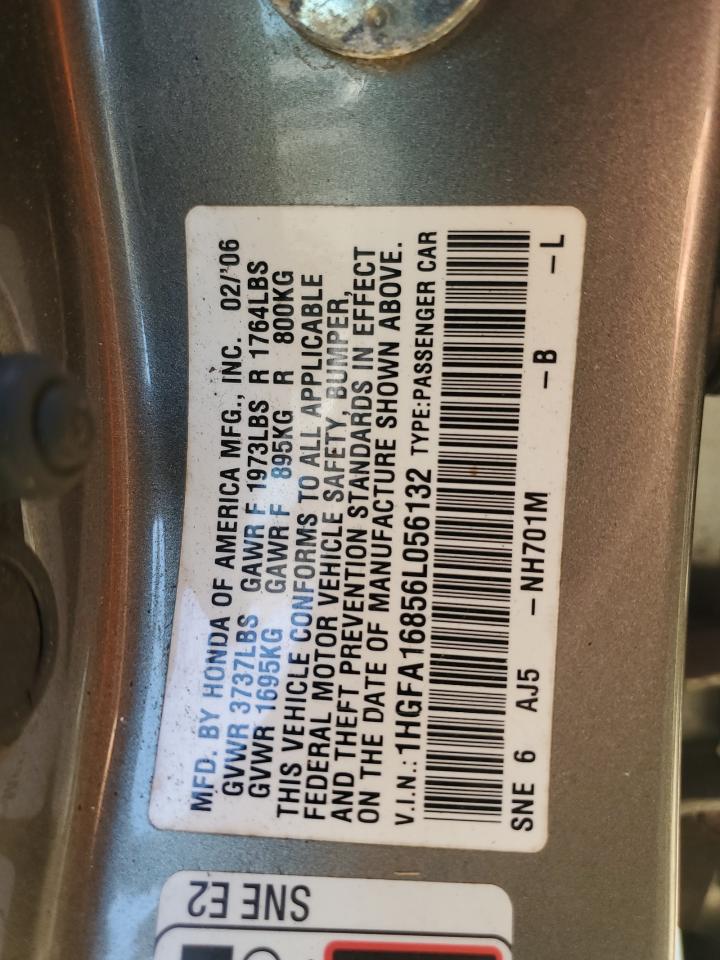 MFD. BY HONDA OF AMERICA MFG., INC. 02/'06
GVWR 3737LBS GAWR F 1973LBS R 1764LBS
GVWR 1695KG GAWR F 895KG R 800KG
THIS VEHICLE CONFORMS TO ALL APPLICABLE
FEDERAL MOTOR VEHICLE SAFETY, BUMPER,
AND THEFT PREVENTION STANDARDS IN EFFECT
ON THE DATE OF MANUFACTURE SHOWN ABOVE.
V.I.N.: 1HGFA16856L056132 TYPE:PASSENGER CAR
SNE 6 AJ5 -NH701M -B -L
SNE E2